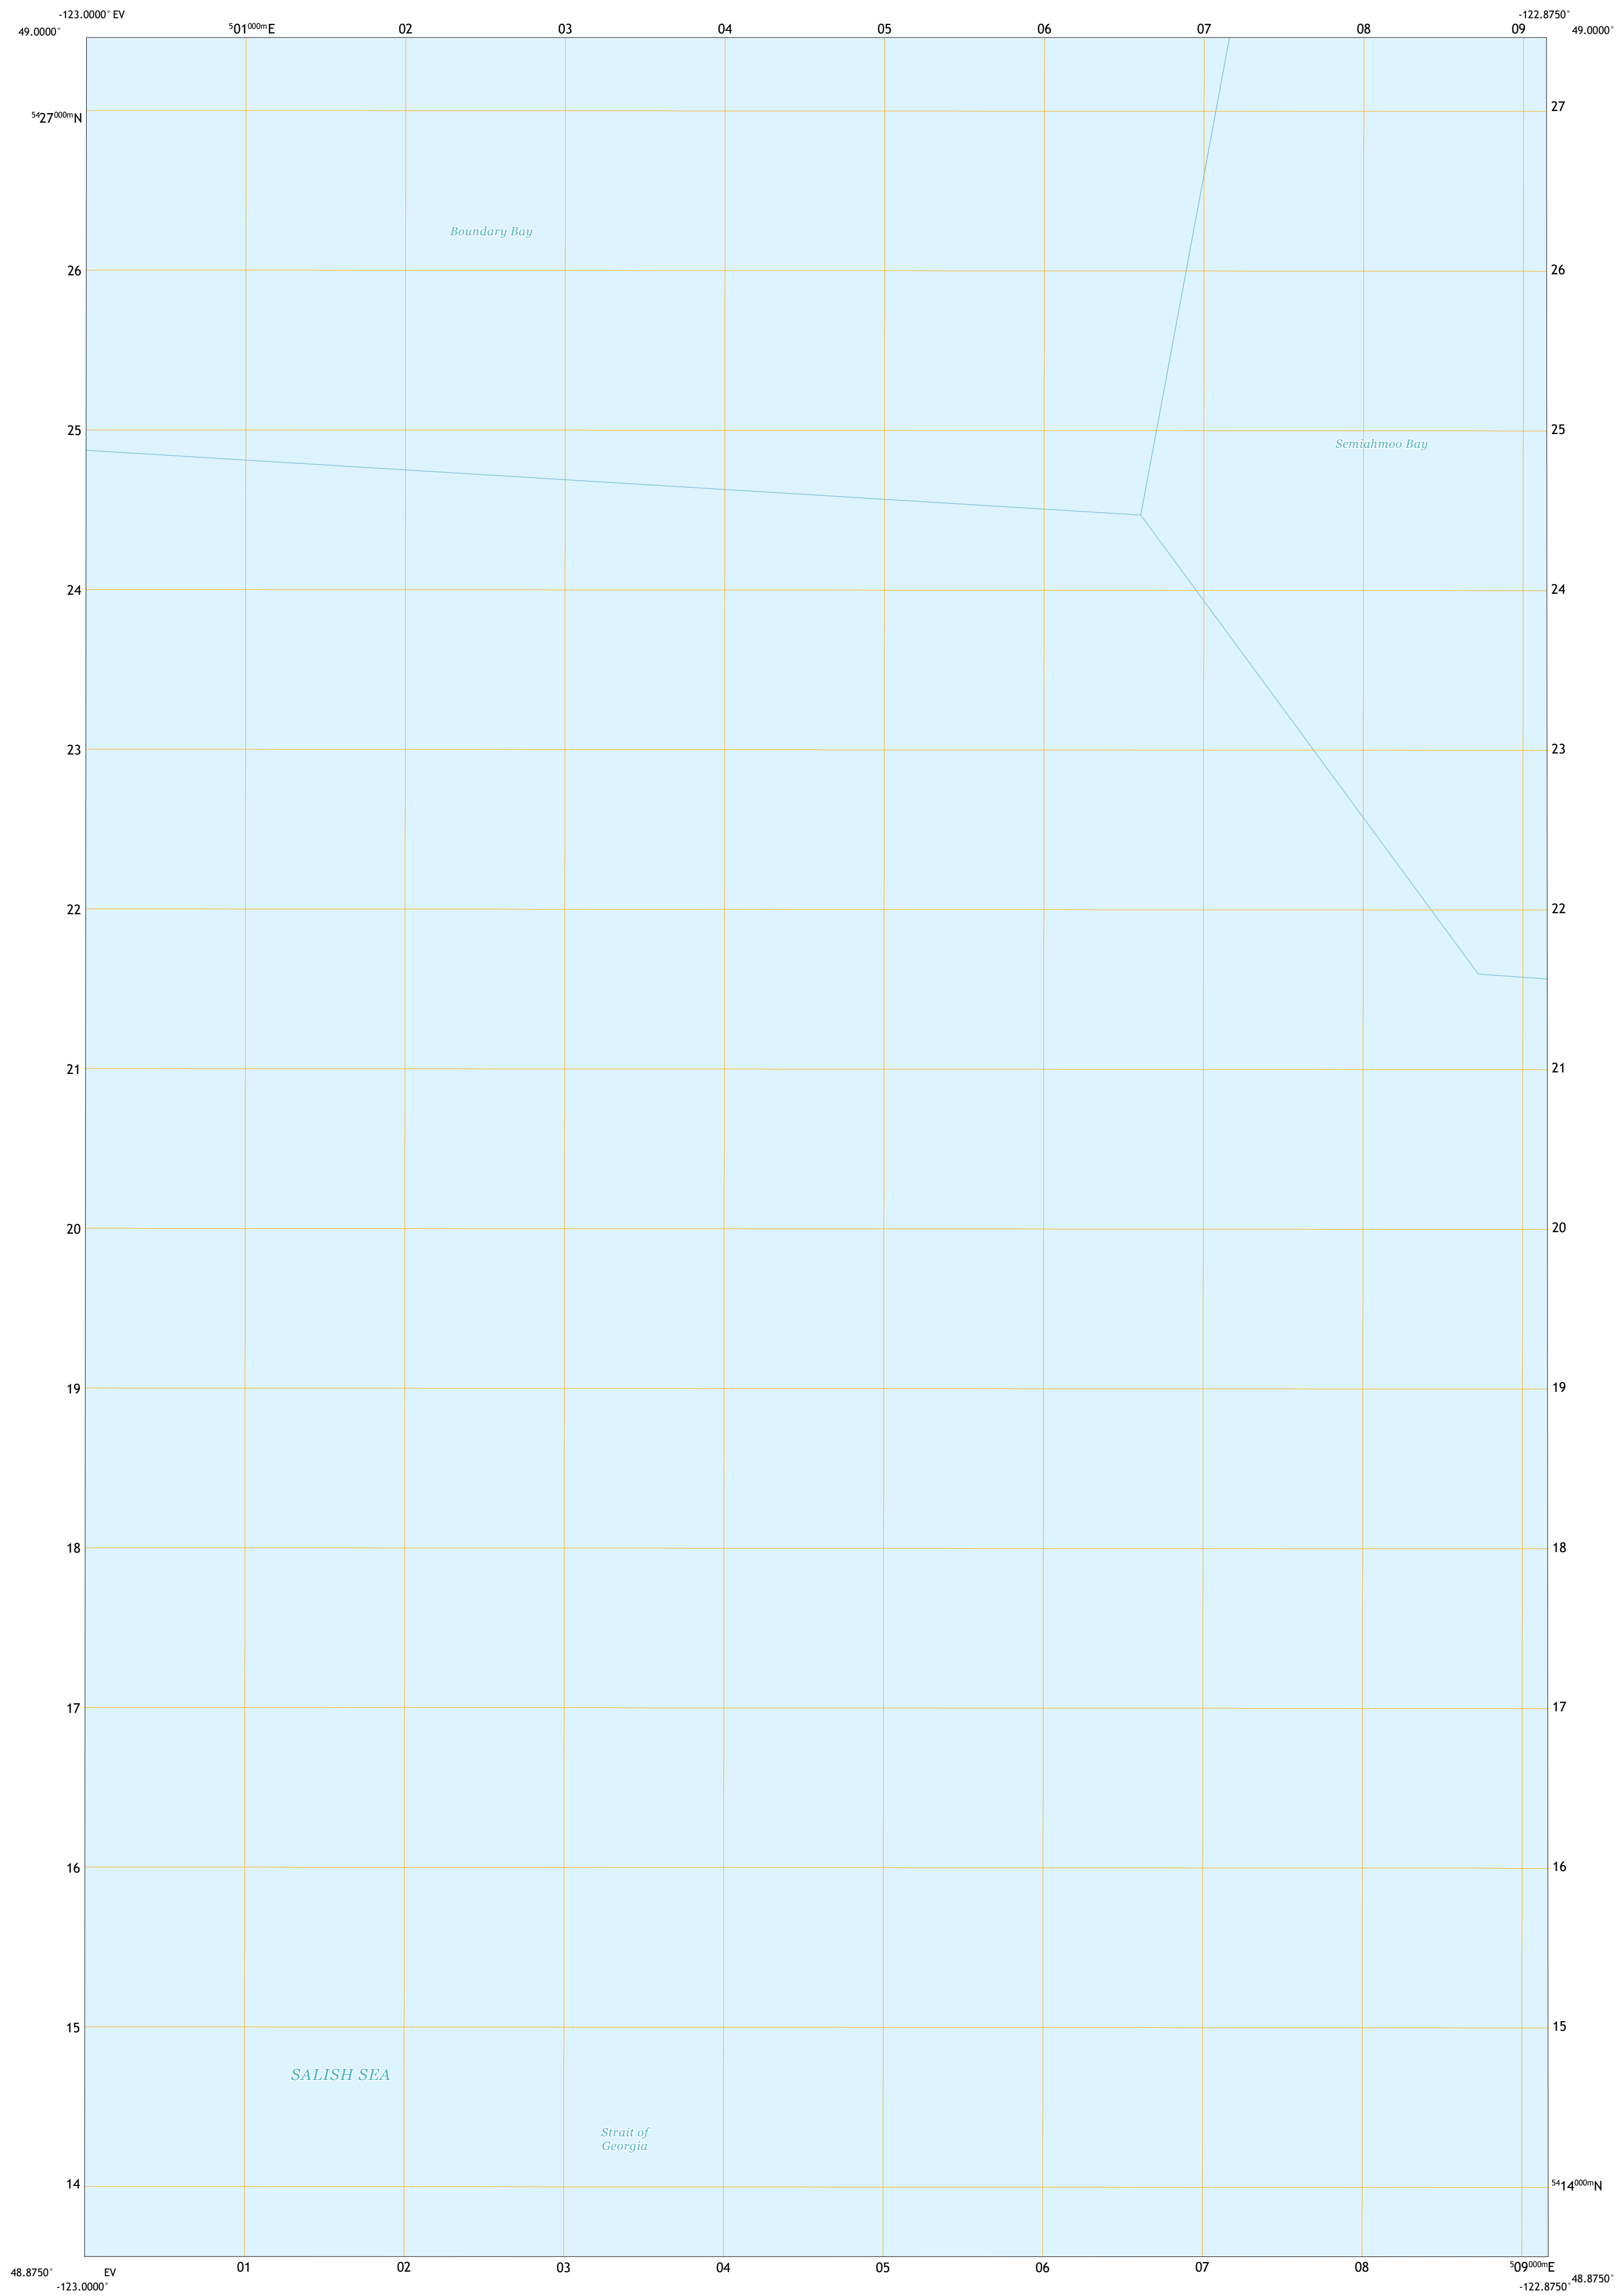 -123.0000° EV
-122.8750°
49.0000°
⁵01⁰⁰⁰ᵐE 02 03 04 05 06 07 08 09
49.0000°
⁵⁴27⁰⁰⁰ᵐN 27
Boundary Bay
26 26
25 25
Semiahmoo Bay
24 24
23 23
22 22
21 21
20 20
19 19
18 18
17 17
16 16
15 15
SALISH SEA
Strait of
Georgia
14 ⁵⁴14⁰⁰⁰ᵐN
01 02 03 04 05 06 07 08 ⁵09⁰⁰⁰ᵐE
48.8750° EV
48.8750°
-123.0000°
-122.8750°